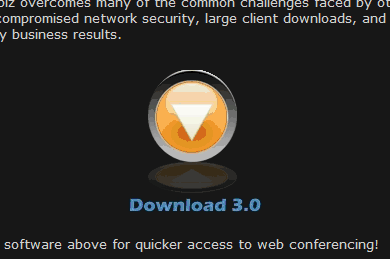 biz overcomes many of the common challenges faced by ot
compromised network security, large client downloads, and
y business results.
Download 3.0
software above for quicker access to web conferencing!